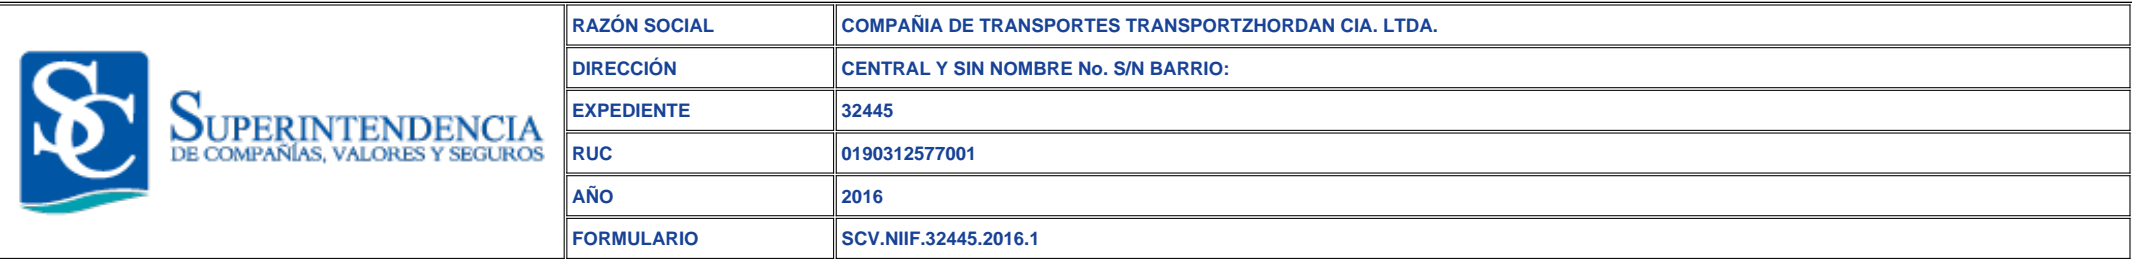 SC
SUPERINTENDENCIA
DE COMPAÑÍAS, VALORES Y SEGUROS
RAZÓN SOCIAL COMPAÑIA DE TRANSPORTES TRANSPORTZHORDAN CIA. LTDA.
DIRECCIÓN CENTRAL Y SIN NOMBRE No. S/N BARRIO:
EXPEDIENTE 32445
RUC 0190312577001
AÑO 2016
FORMULARIO SCV.NIIF.32445.2016.1